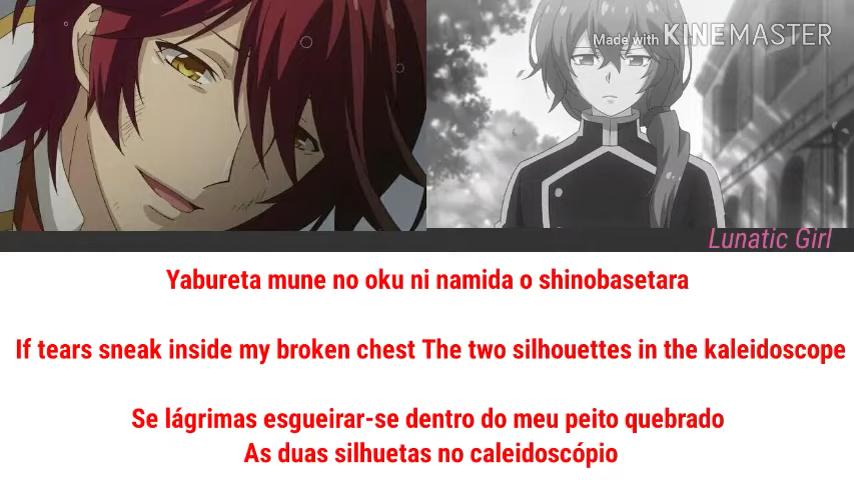 Made with KINEMASTER
Lunatic Girl
Yabureta mune no oku ni namida o shinobasetara
If tears sneak inside my broken chest The two silhouettes in the kaleidoscope
Se lágrimas esgueirar-se dentro do meu peito quebrado
As duas silhuetas no caleidoscópio